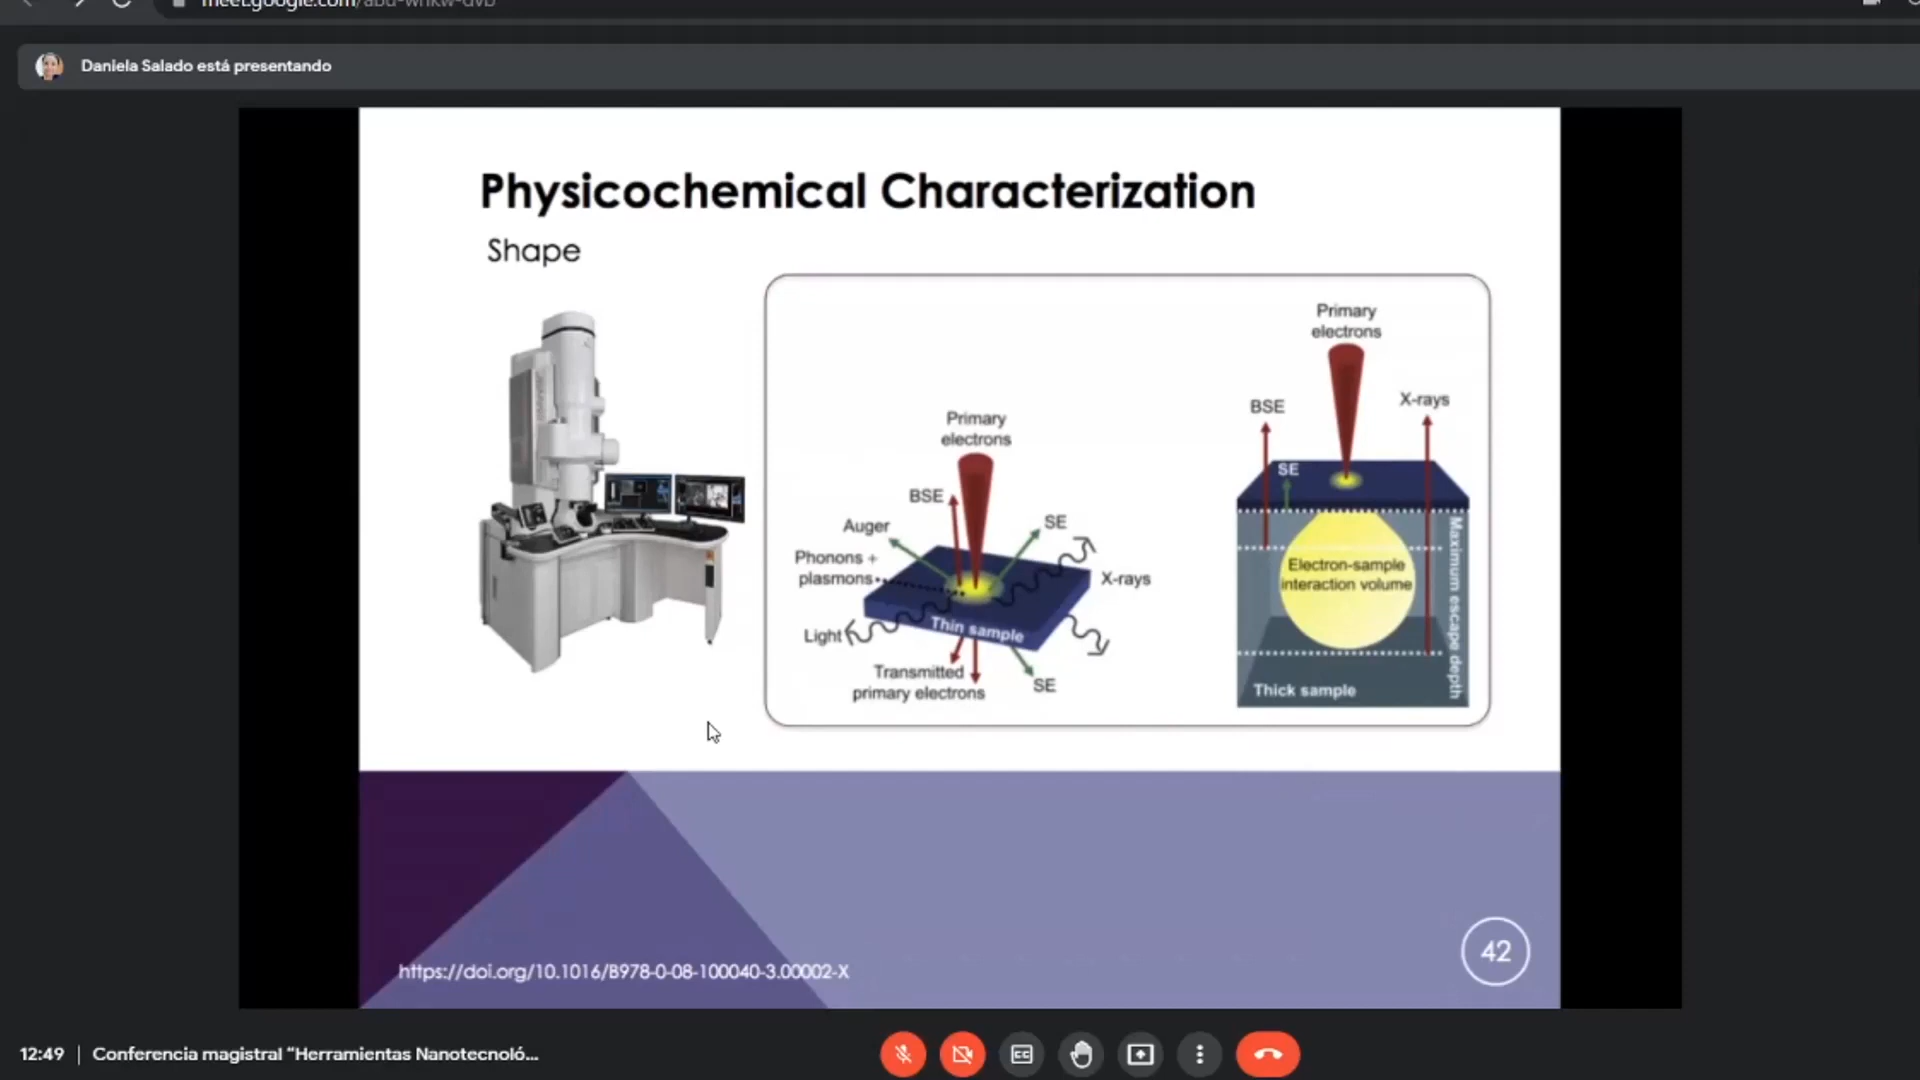 Daniela Salado está presentando
Physicochemical Characterization
Shape
Primary
electrons
BSE
Auger
SE
Phonons +
plasmons
X-rays
Light
Thin sample
Transmitted
primary electrons
SE
Primary
electrons
BSE
X-rays
SE
Electron-sample
interaction volume
Maximum escape depth
Thick sample
https://doi.org/10.1016/B978-0-08-100040-3.00002-X
42
12:49 | Conferencia magistral “Herramientas Nanotecnoló...
CC